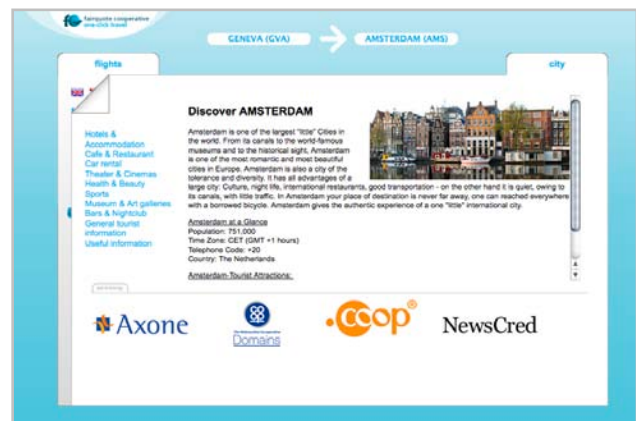 fairquote cooperative
one-click travel
GENEVA (GVA)
AMSTERDAM (AMS)
flights
city
Discover AMSTERDAM
Amsterdam is one of the largest "little" Cities in
the world. From its canals to the world-famous
museums and to the historical sight, Amsterdam
is one of the most romantic and most beautiful
cities in Europe. Amsterdam is also a city of the
tolerance and diversity. It has all advantages of a
large city: Culture, night life, international restaurants, good transportation - on the other hand it is quiet, owing to
its canals, with little traffic. In Amsterdam your place of destination is never far away, one can reached everywhere
with a borrowed bicycle. Amsterdam gives the authentic experience of a one "little" international city.
Amsterdam at a Glance
Population: 751,000
Time Zone: CET (GMT +1 hours)
Telephone Code: +20
Country: The Netherlands
Amsterdam-Tourist Attractions:
Hotels &
Accommodation
Cafe & Restaurant
Car rental
Theater & Cinemas
Health & Beauty
Sports
Museum & Art galleries
Bars & Nightclub
General tourist
information
Useful information
Axone
Domains
.coop®
NewsCred